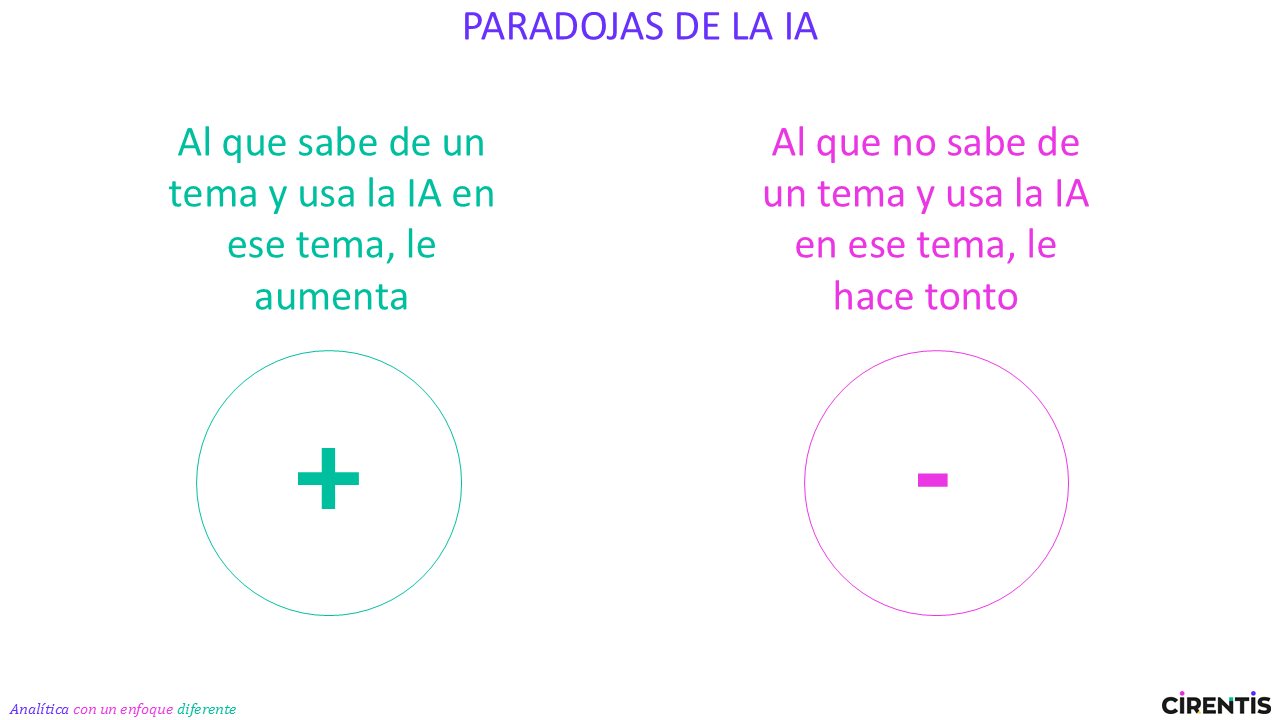 PARADOJAS DE LA IA
Al que sabe de un
tema y usa la IA en
ese tema, le
aumenta
Al que no sabe de
un tema y usa la IA
en ese tema, le
hace tonto
+
-
Analítica con un enfoque diferente
CIRENTIS